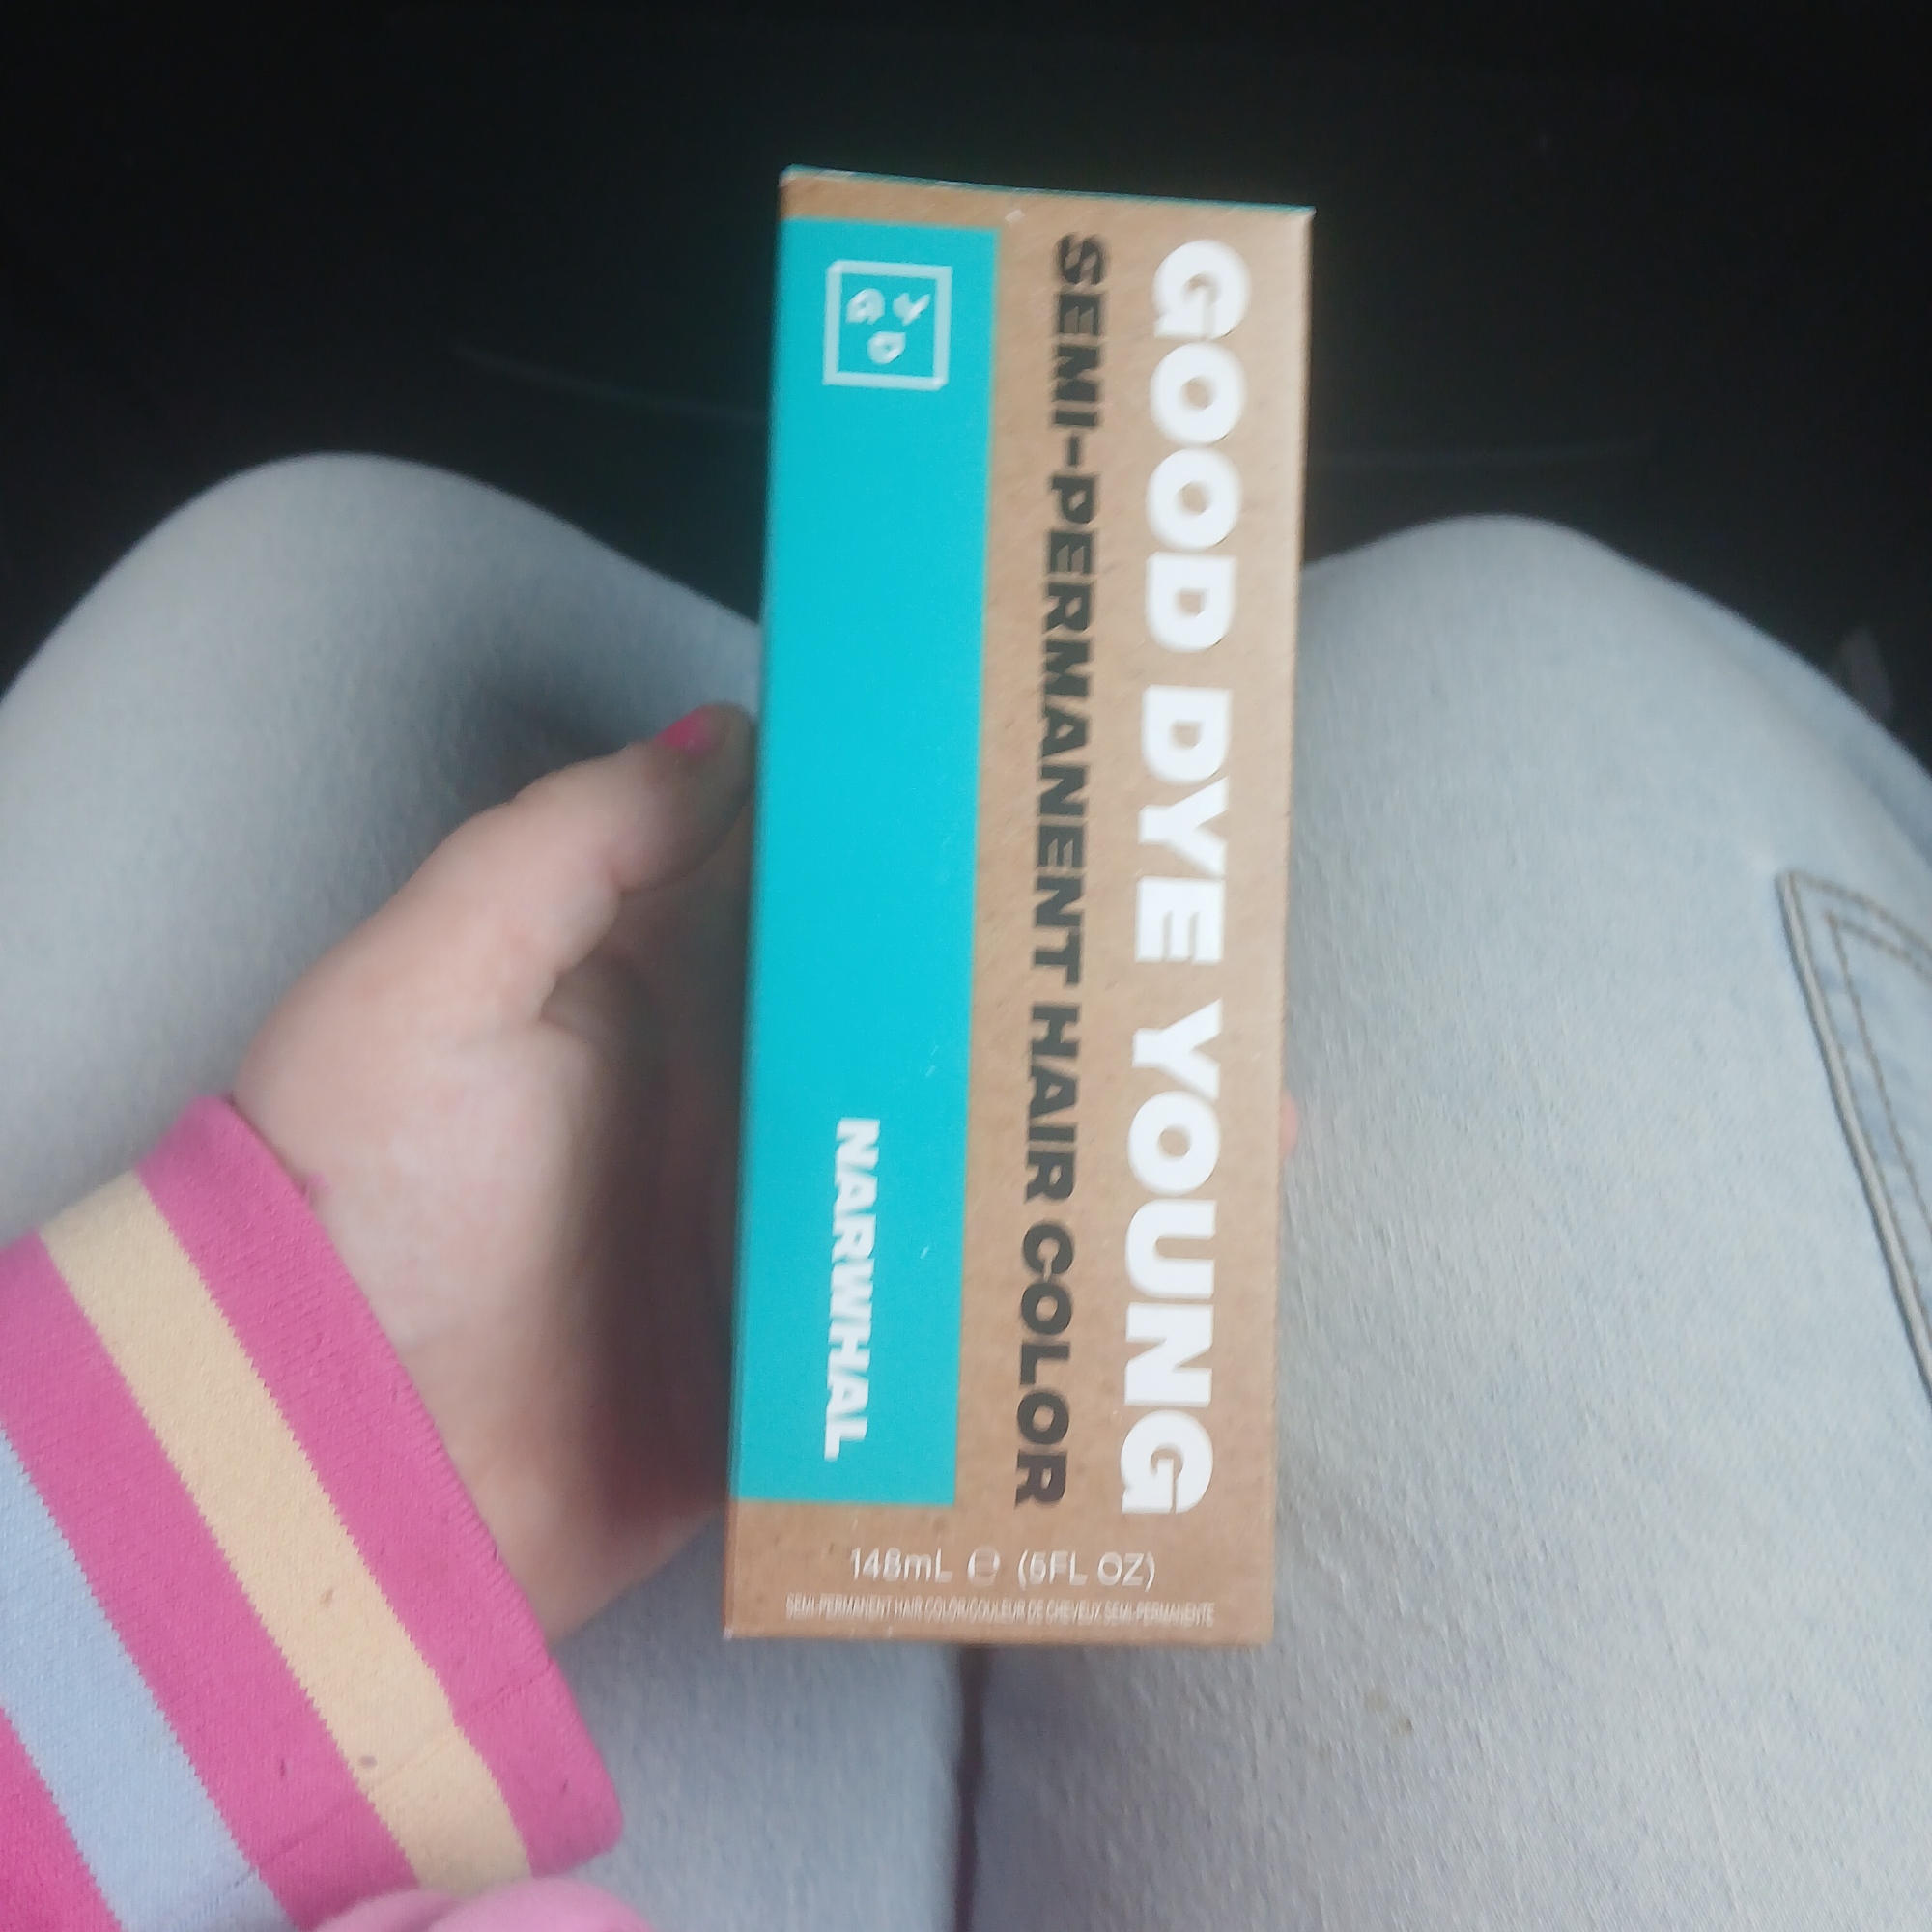 GOOD DYE YOUNG
SEMI-PERMANENT HAIR COLOR
G Y
D
NARWHAL
148mL ℮ (5FL OZ)
SEMI-PERMANENT HAIR COLOR/COULEUR DE CHEVEUX SEMI-PERMANENTE